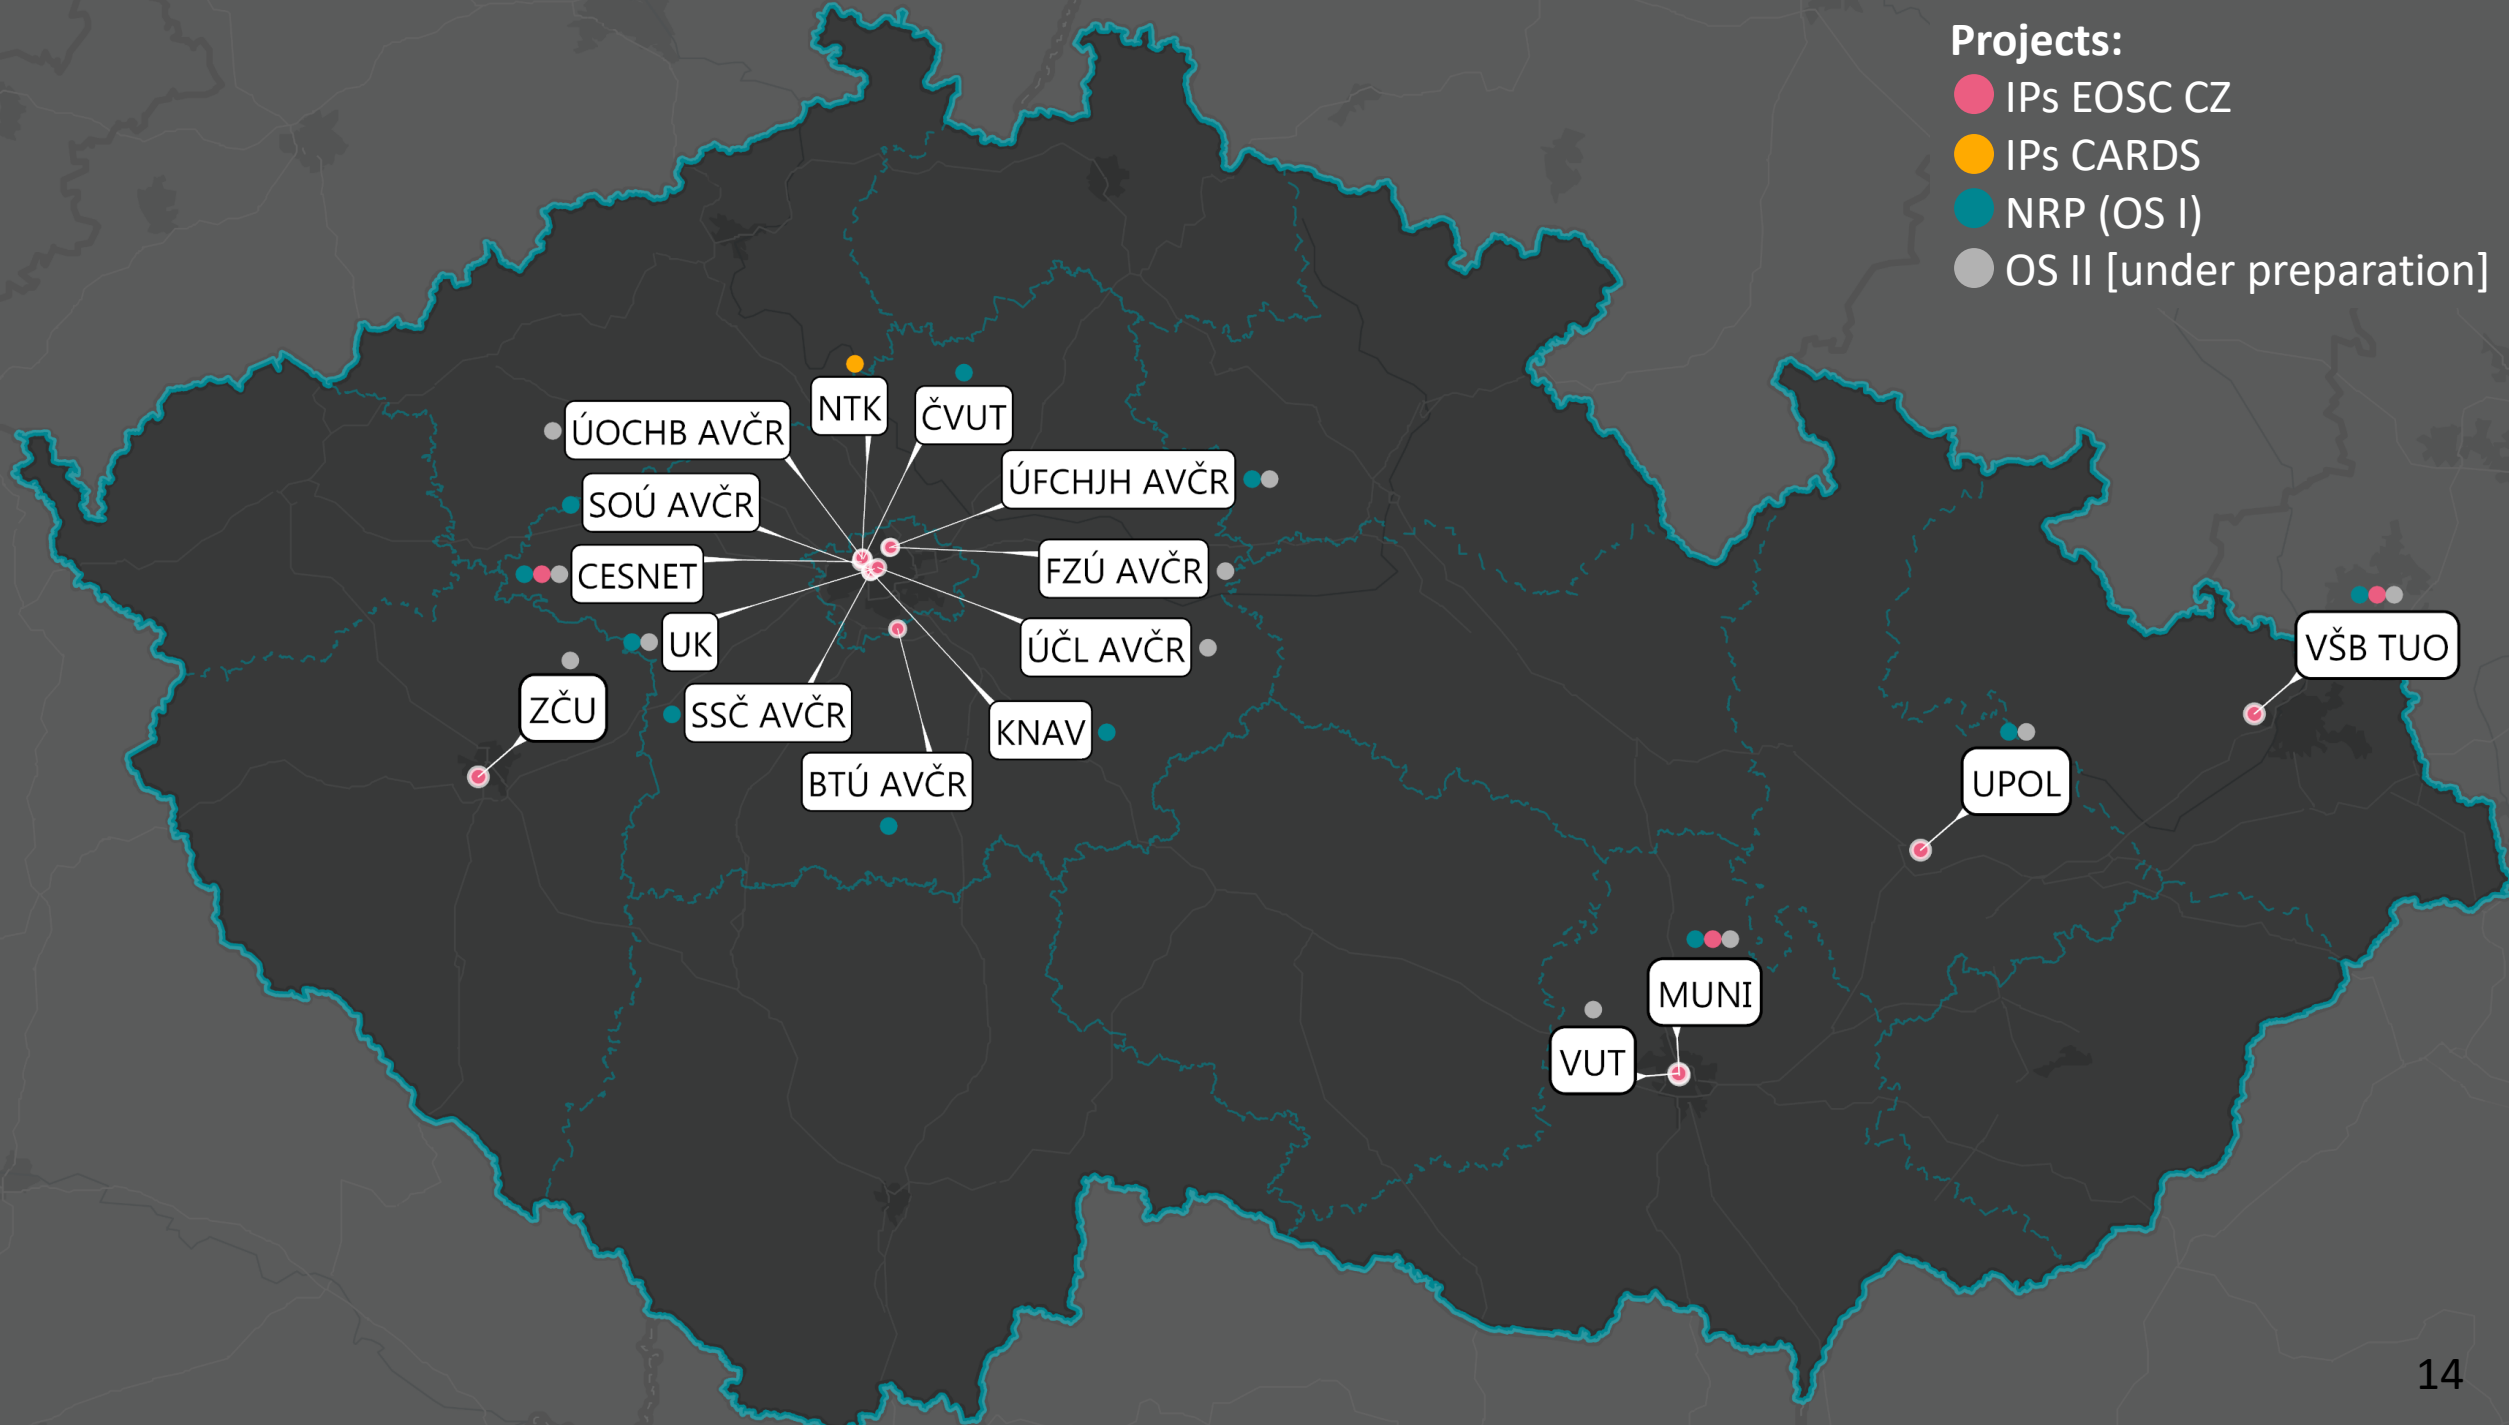 Projects:
IPs EOSC CZ
IPs CARDS
NRP (OS I)
OS II [under preparation]
NTK
ČVUT
ÚOCHB AVČR
ÚFCHJH AVČR
SOÚ AVČR
FZÚ AVČR
CESNET
UK
ÚČL AVČR
VŠB TUO
ZČU
SSČ AVČR
KNAV
BTÚ AVČR
UPOL
MUNI
VUT
14